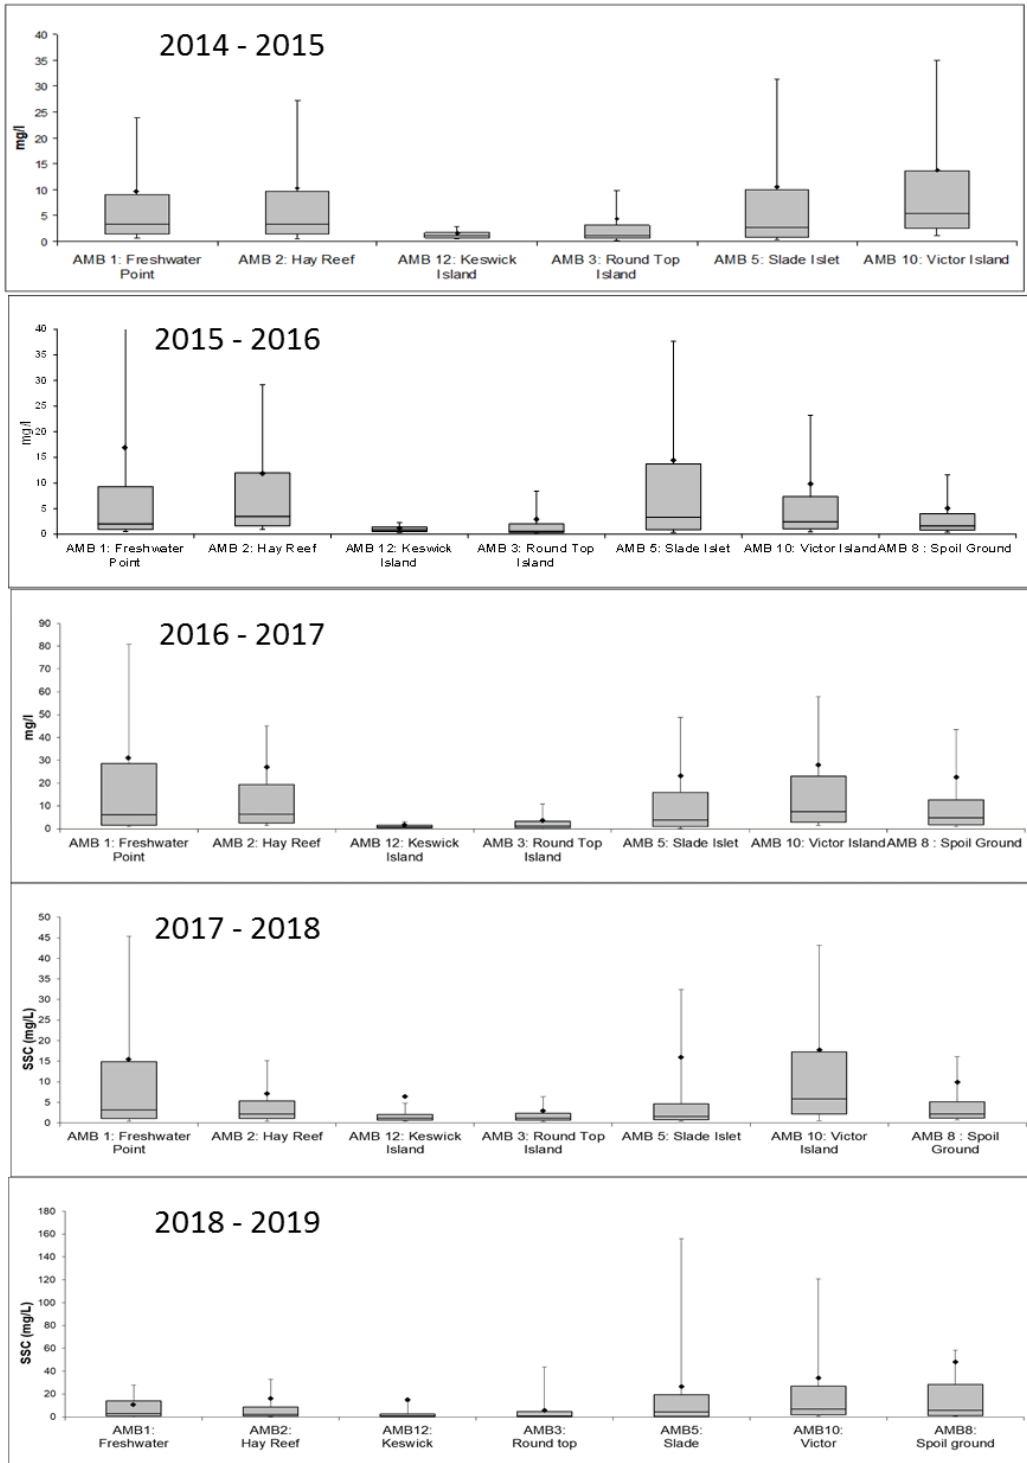 2014 - 2015
mg/l
40
35
30
25
20
15
10
5
0
AMB 1: Freshwater Point
AMB 2: Hay Reef
AMB 12: Keswick Island
AMB 3: Round Top Island
AMB 5: Slade Islet
AMB 10: Victor Island
2015 - 2016
mg/l
40
35
30
25
20
15
10
5
0
AMB 1: Freshwater Point
AMB 2: Hay Reef
AMB 12: Keswick Island
AMB 3: Round Top Island
AMB 5: Slade Islet
AMB 10: Victor Island
AMB 8 : Spoil Ground
2016 - 2017
mg/l
90
80
70
60
50
40
30
20
10
0
AMB 1: Freshwater Point
AMB 2: Hay Reef
AMB 12: Keswick Island
AMB 3: Round Top Island
AMB 5: Slade Islet
AMB 10: Victor Island
AMB 8 : Spoil Ground
2017 - 2018
SSC (mg/L)
50
45
40
35
30
25
20
15
10
5
0
AMB 1: Freshwater Point
AMB 2: Hay Reef
AMB 12: Keswick Island
AMB 3: Round Top Island
AMB 5: Slade Islet
AMB 10: Victor Island
AMB 8 : Spoil Ground
2018 - 2019
SSC (mg/L)
180
160
140
120
100
80
60
40
20
0
AMB1: Freshwater
AMB2: Hay Reef
AMB12: Keswick
AMB3: Round top
AMB5: Slade
AMB10: Victor
AMB8: Spoil ground